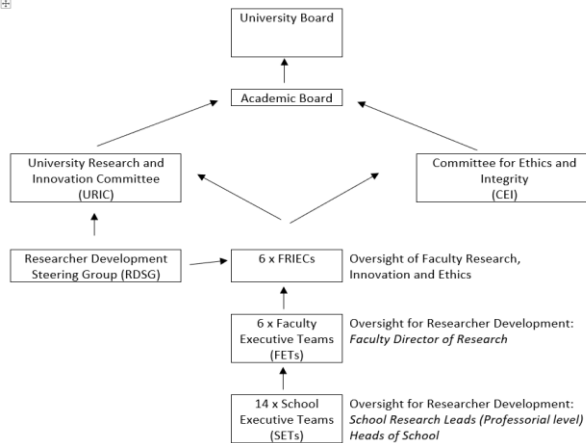 University Board
Academic Board
University Research and
Innovation Committee
(URIC)
Committee for Ethics and
Integrity
(CEI)
Researcher Development
Steering Group (RDSG)
6 x FRIECs
Oversight of Faculty Research,
Innovation and Ethics
6 x Faculty
Executive Teams
(FETs)
Oversight for Researcher Development:
Faculty Director of Research
14 x School
Executive Teams
(SETs)
Oversight for Researcher Development:
School Research Leads (Professorial level)
Heads of School